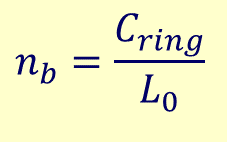 n_b = C_ring / L_0